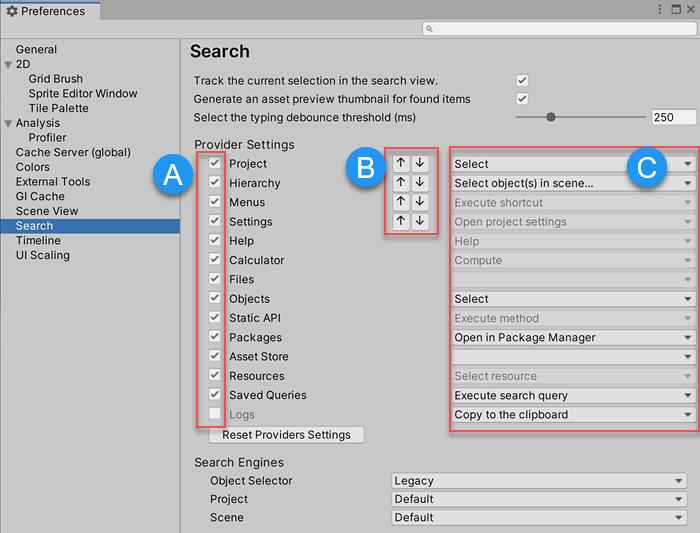 Preferences
General
2D
Grid Brush
Sprite Editor Window
Tile Palette
Analysis
Profiler
Cache Server (global)
Colors
External Tools
GI Cache
Scene View
Search
Timeline
UI Scaling
Search
Track the current selection in the search view.
Generate an asset preview thumbnail for found items
Select the typing debounce threshold (ms) 250
Provider Settings
A B C
Project Select
Hierarchy Select object(s) in scene...
Menus Execute shortcut
Settings Open project settings
Help Help
Calculator Compute
Files
Objects Select
Static API Execute method
Packages Open in Package Manager
Asset Store
Resources Select resource
Saved Queries Execute search query
Logs Copy to the clipboard
Reset Providers Settings
Search Engines
Object Selector Legacy
Project Default
Scene Default